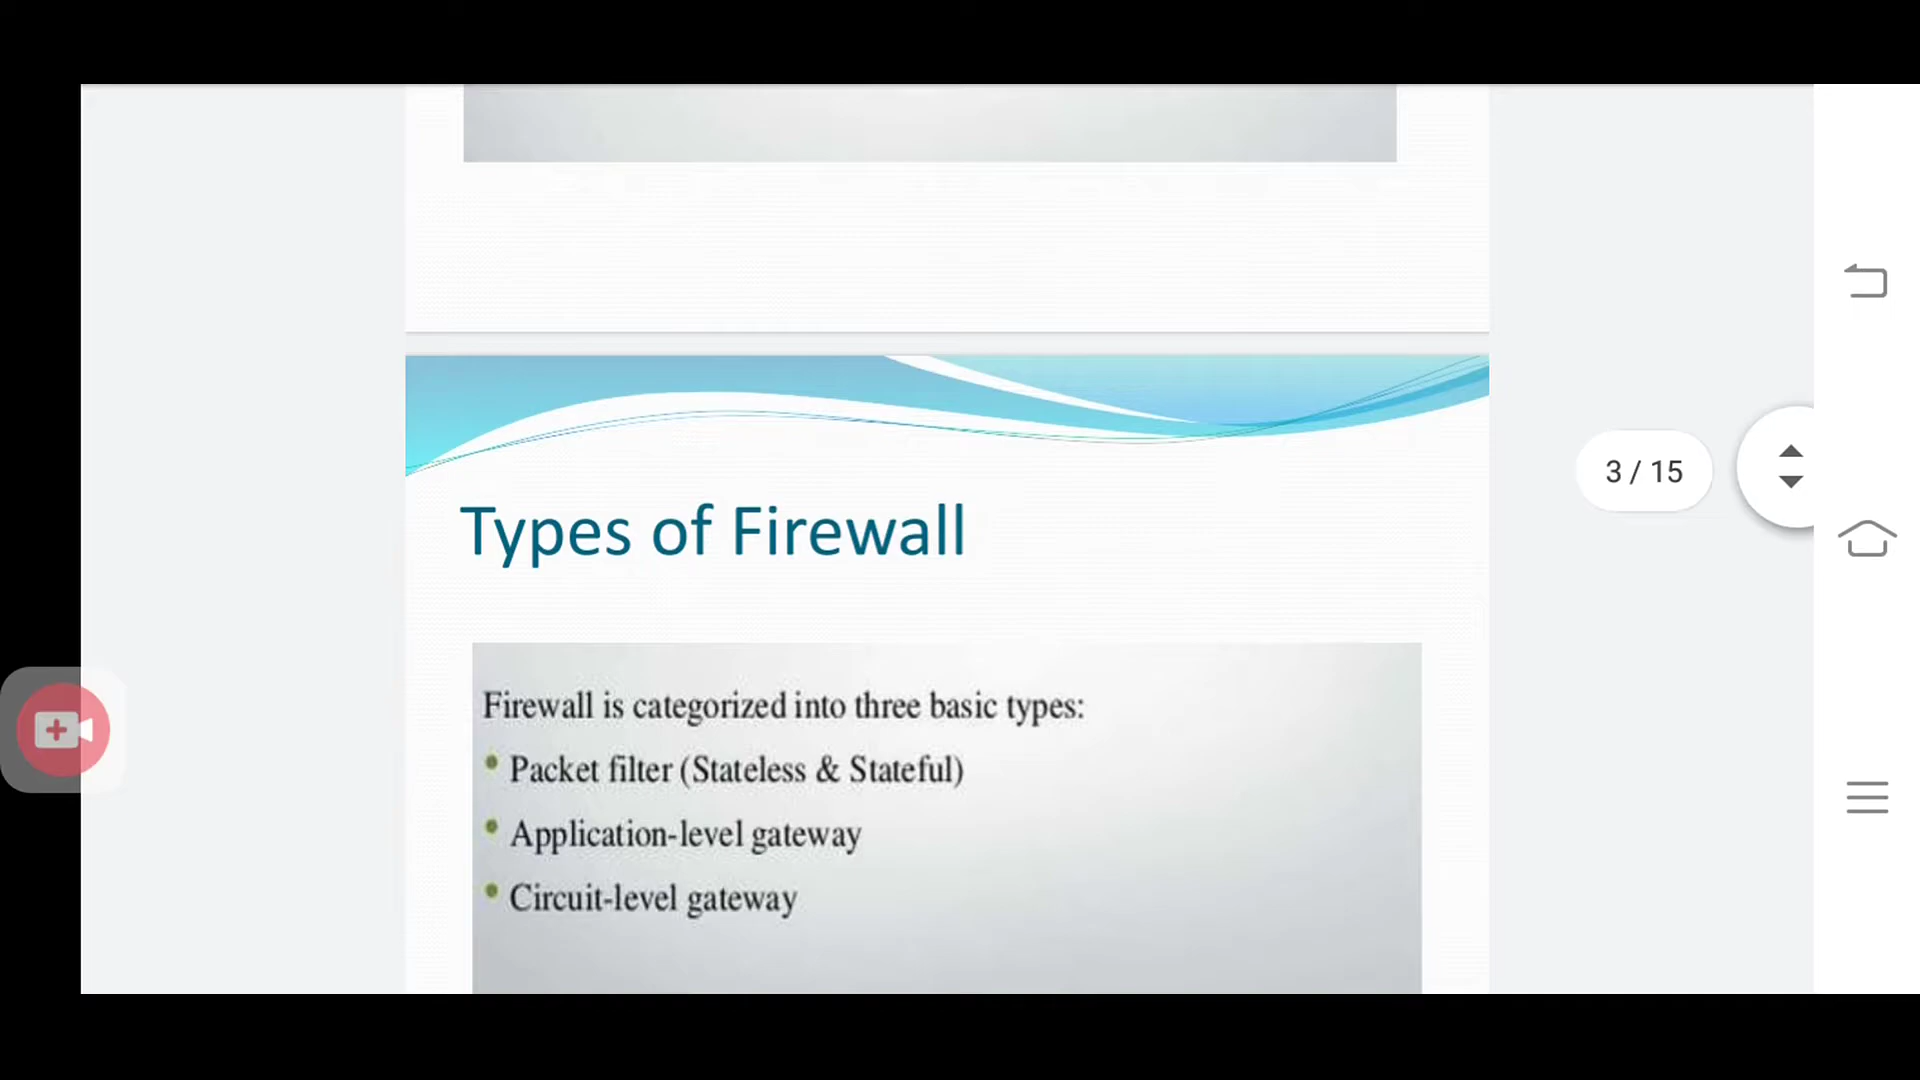 3 / 15
Types of Firewall
Firewall is categorized into three basic types:
• Packet filter (Stateless & Stateful)
• Application-level gateway
• Circuit-level gateway